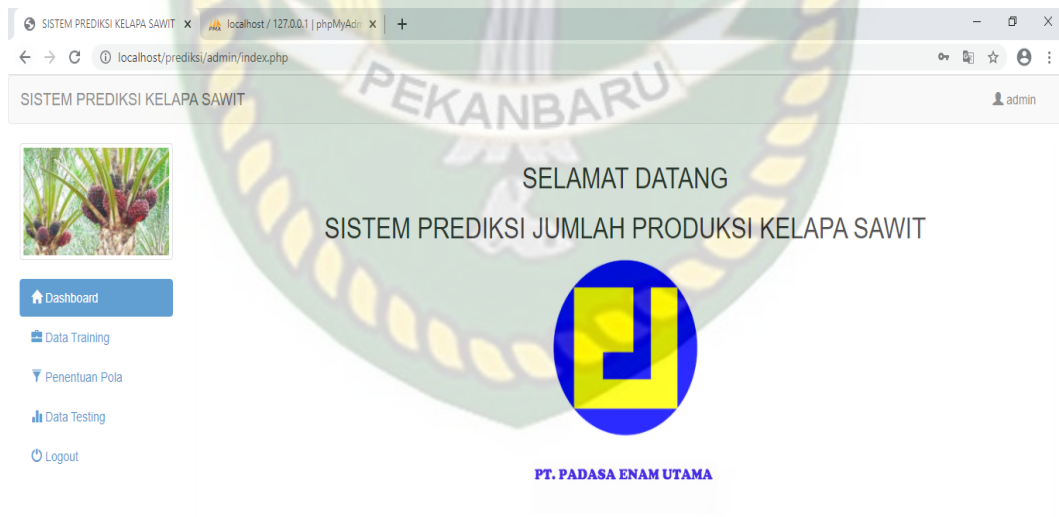 SISTEM PREDIKSI KELAPA SAWIT
localhost / 127.0.0.1 | phpMyAdm
localhost/prediksi/admin/index.php
SISTEM PREDIKSI KELAPA SAWIT
admin
PEKANBARU
SELAMAT DATANG
SISTEM PREDIKSI JUMLAH PRODUKSI KELAPA SAWIT
Dashboard
Data Training
Penentuan Pola
Data Testing
Logout
PT. PADASA ENAM UTAMA